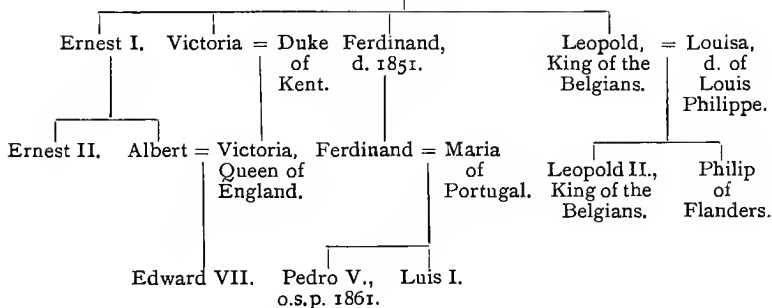 Ernest I. Victoria = Duke Ferdinand, Leopold, = Louisa,
of d. 1851. King of the d. of
Kent. Belgians. Louis
Philippe.
Ernest II. Albert = Victoria, Ferdinand = Maria Leopold II., Philip
Queen of of King of the of
England. Portugal. Belgians. Flanders.
Edward VII. Pedro V., Luis I.
o.s.p. 1861.